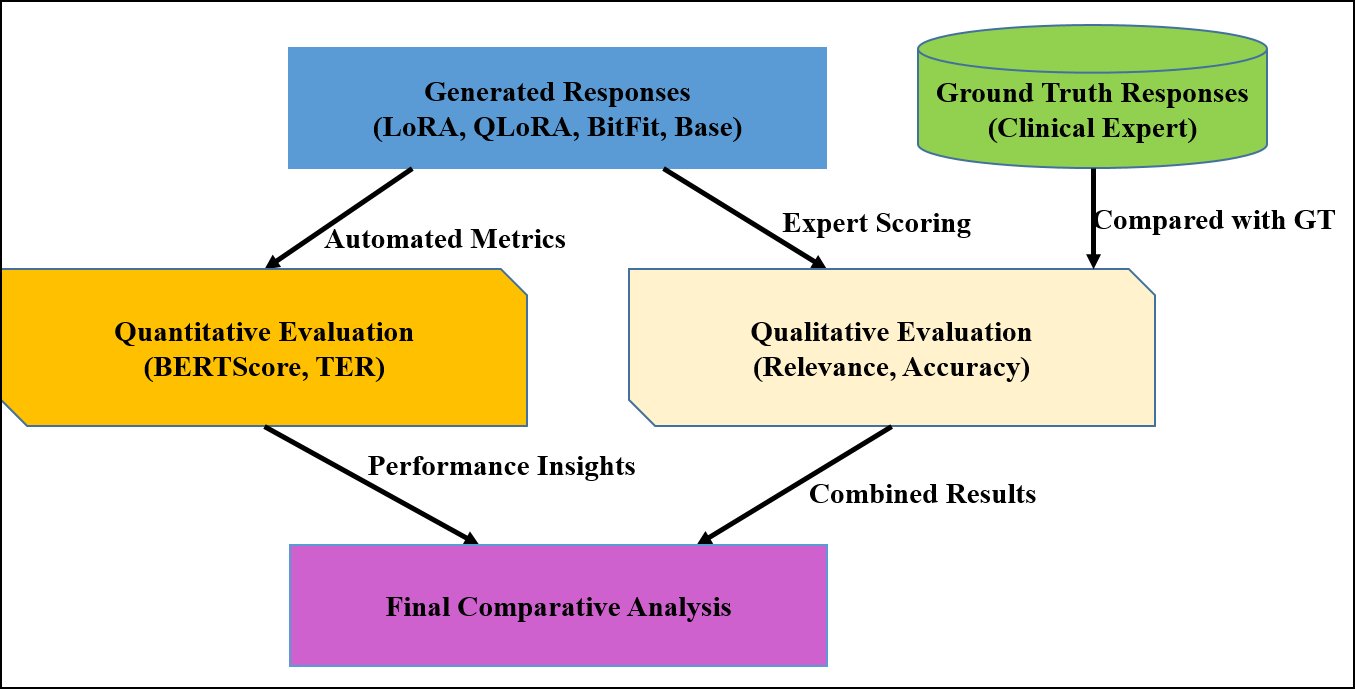 Generated Responses
(LoRA, QLoRA, BitFit, Base)
Ground Truth Responses
(Clinical Expert)
Automated Metrics
Expert Scoring
Compared with GT
Quantitative Evaluation
(BERTScore, TER)
Qualitative Evaluation
(Relevance, Accuracy)
Performance Insights
Combined Results
Final Comparative Analysis